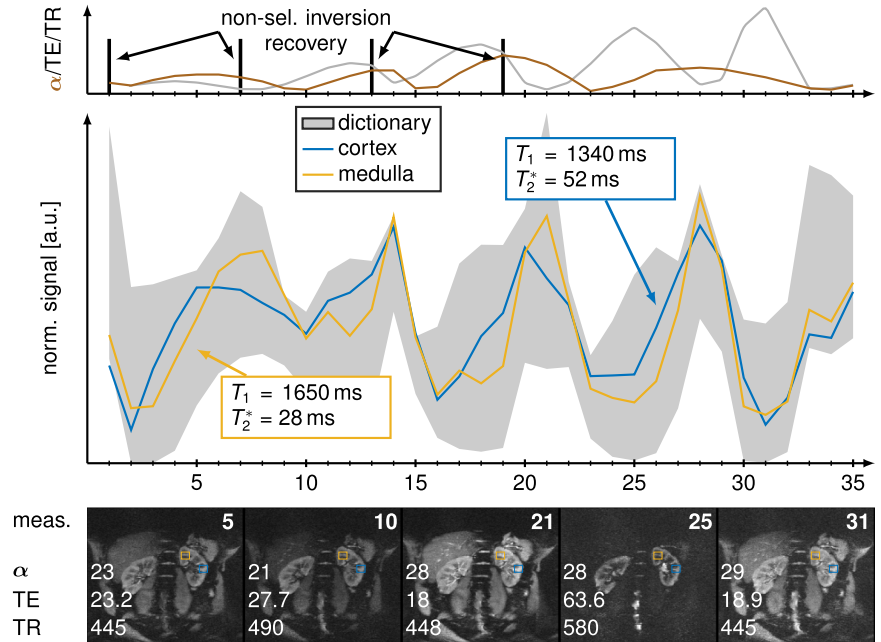 non-sel. inversion
recovery
α/TE/TR
dictionary
cortex
medulla
T₁ = 1340 ms
T₂* = 52 ms
norm. signal [a.u.]
T₁ = 1650 ms
T₂* = 28 ms
5 10 15 20 25 30 35
meas. 5 10 21 25 31
α 23 21 28 28 29
TE 23.2 27.7 18 63.6 18.9
TR 445 490 448 580 445